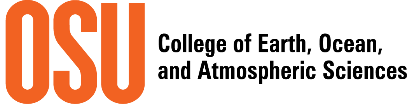 OSU
College of Earth, Ocean,
and Atmospheric Sciences